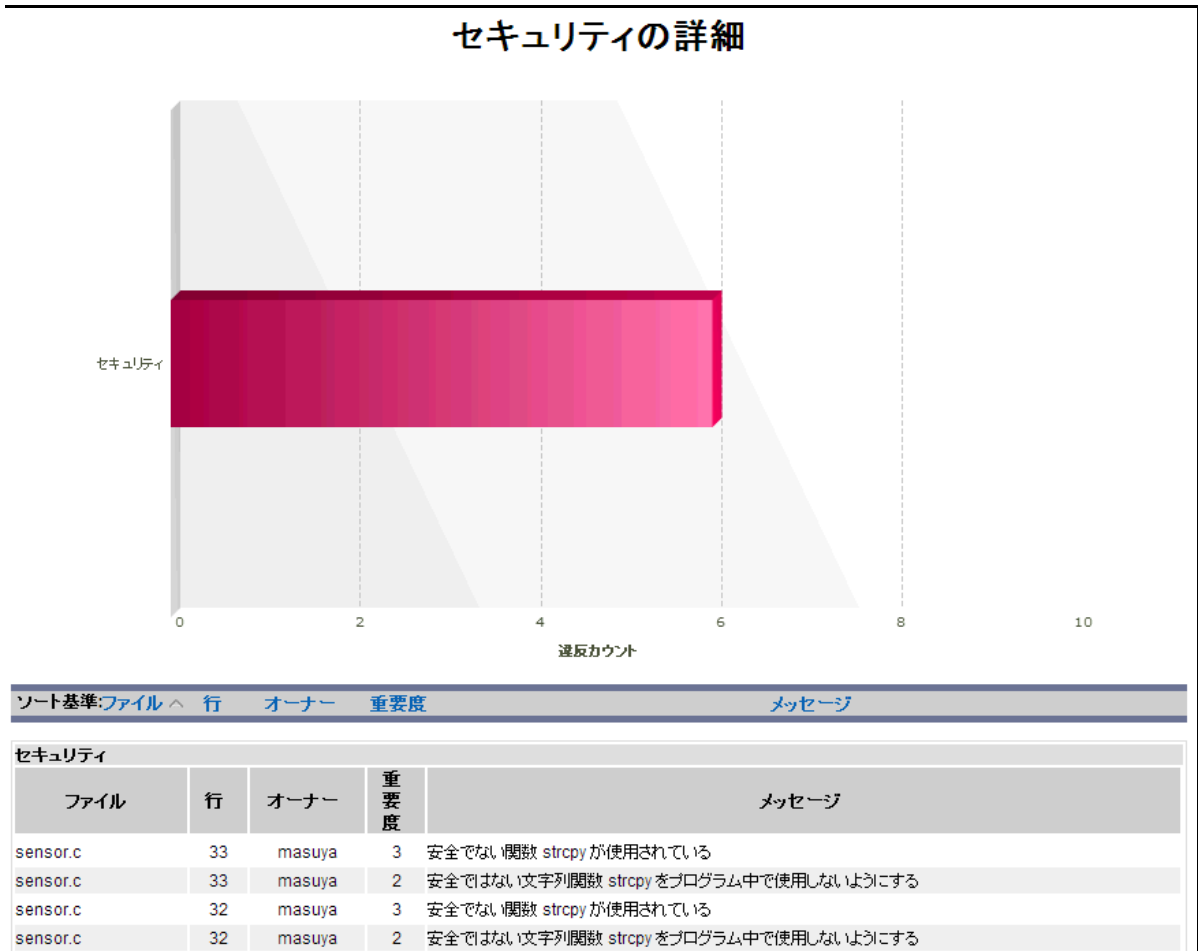 セキュリティの詳細
セキュリティ
0 2 4 6 8 10
違反カウント
ソート基準:ファイル ヘ 行 オーナー 重要度 メッセージ
セキュリティ
ファイル 行 オーナー 重要度 メッセージ
sensor.c 33 masuya 3 安全でない関数 strcpy が使用されている
sensor.c 33 masuya 2 安全ではない文字列関数 strcpy をプログラム中で使用しないようにする
sensor.c 32 masuya 3 安全でない関数 strcpy が使用されている
sensor.c 32 masuya 2 安全ではない文字列関数 strcpy をプログラム中で使用しないようにする